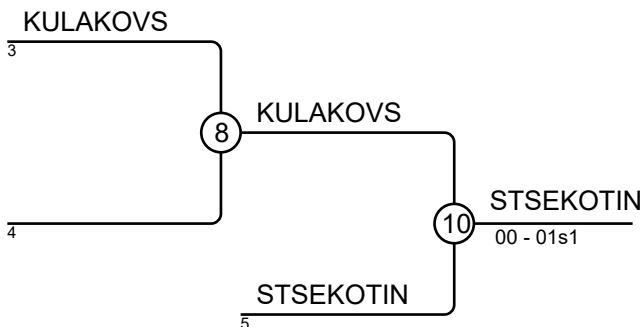 KULAKOVS
3
8
KULAKOVS
4
10
STSEKOTIN
00 - 01s1
STSEKOTIN
5